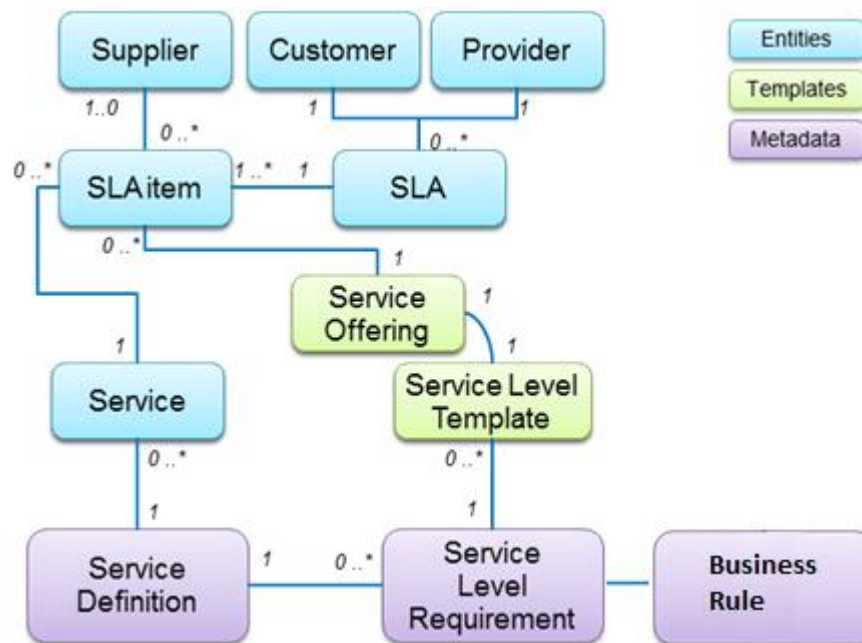 Supplier
Customer
Provider
Entities
Templates
Metadata
1..0
1
1
0 ..*
0 ..*
0 ..*
SLA item
1 ..*
1
SLA
0 ..*
1
Service
Offering
1
1
1
Service
Service Level
Template
0 ..*
0 ..*
1
1
Service
Definition
1
0 ..*
Service
Level
Requirement
Business
Rule